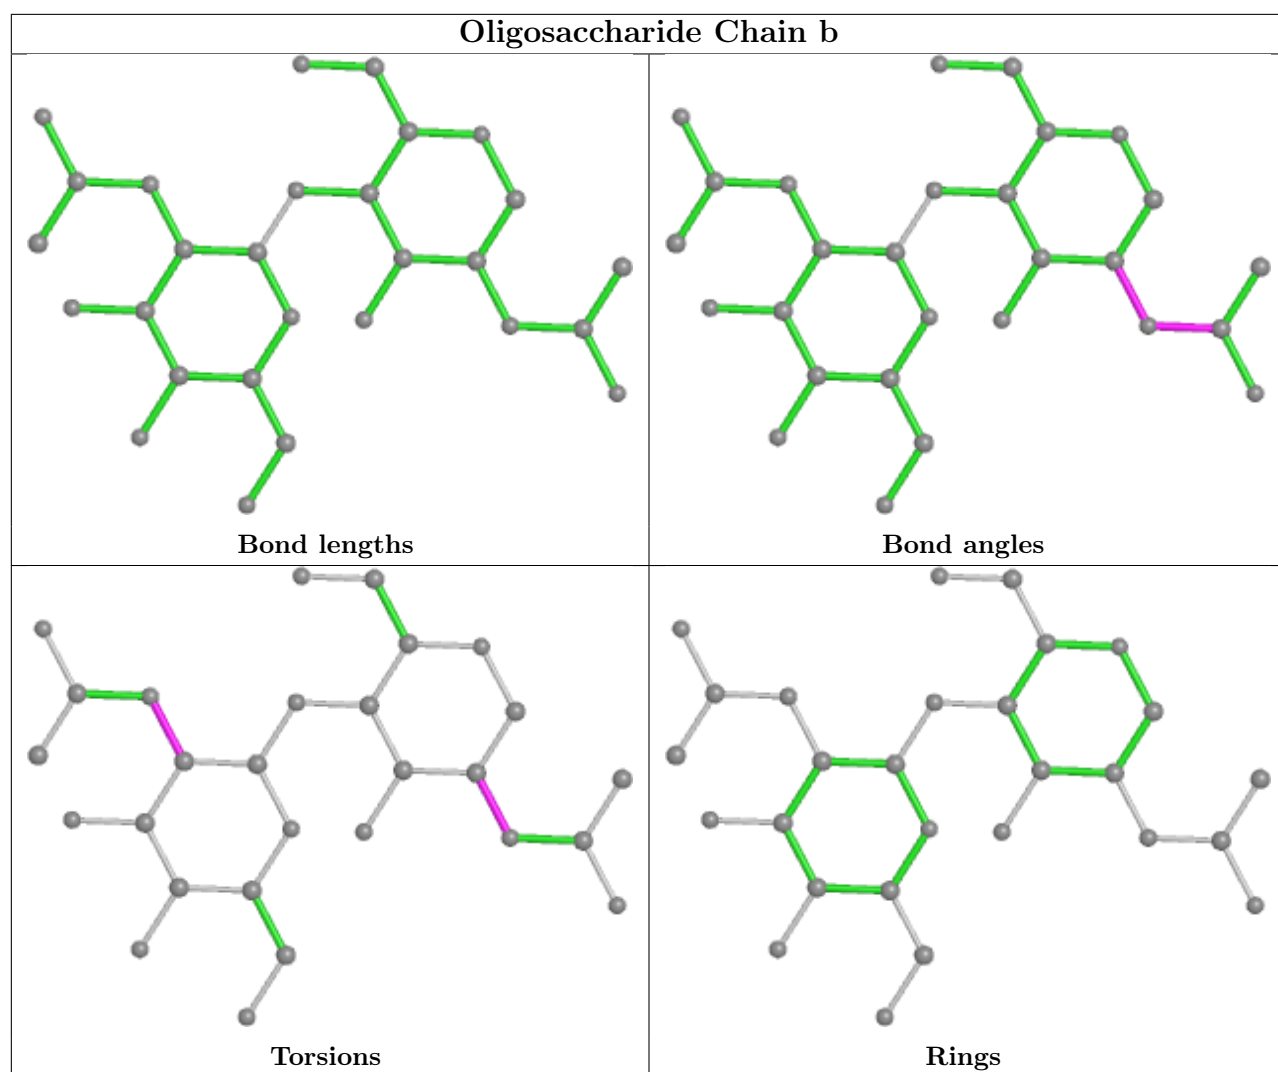 Oligosaccharide Chain b
Bond lengths
Bond angles
Torsions
Rings